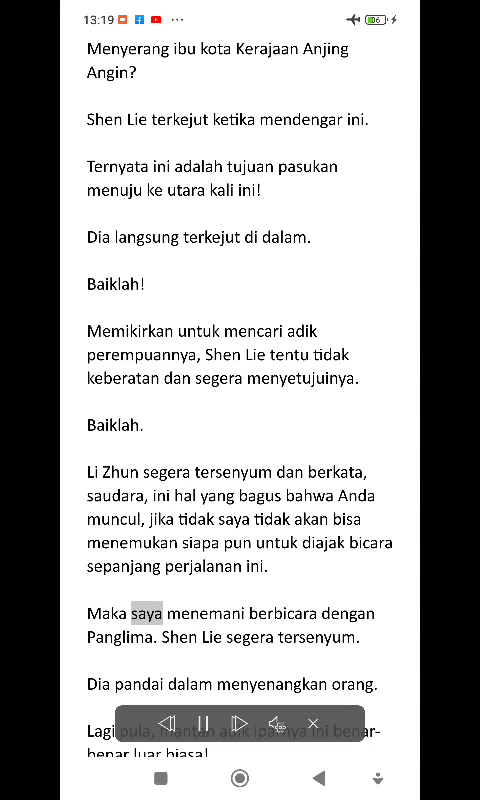 13:19
6
Menyerang ibu kota Kerajaan Anjing
Angin?
Shen Lie terkejut ketika mendengar ini.
Ternyata ini adalah tujuan pasukan
menuju ke utara kali ini!
Dia langsung terkejut di dalam.
Baiklah!
Memikirkan untuk mencari adik
perempuannya, Shen Lie tentu tidak
keberatan dan segera menyetujuinya.
Baiklah.
Li Zhun segera tersenyum dan berkata,
saudara, ini hal yang bagus bahwa Anda
muncul, jika tidak saya tidak akan bisa
menemukan siapa pun untuk diajak bicara
sepanjang perjalanan ini.
Maka saya menemani berbicara dengan
Panglima. Shen Lie segera tersenyum.
Dia pandai dalam menyenangkan orang.
Lagi pula, mantan adik iparnya ini benar-
benar luar biasa!